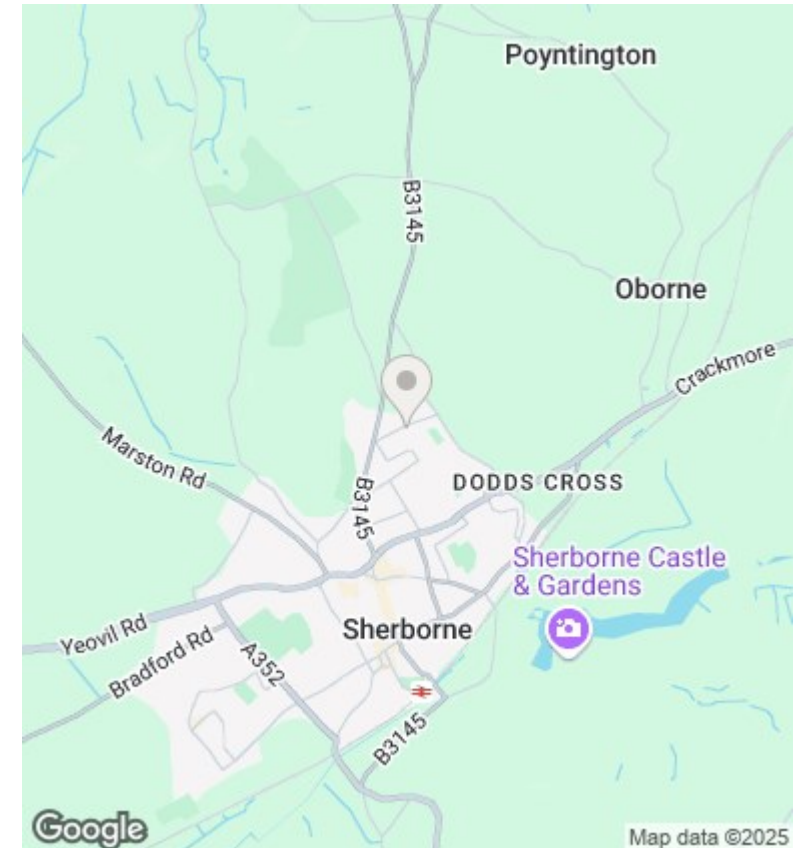 Poyntington
B3145
Oborne
Crackmore
Marston Rd
DODDS CROSS
B3145
Sherborne Castle
& Gardens
Sherborne
Yeovil Rd
Bradford Rd
A352
B3145
Google
Map data ©2025